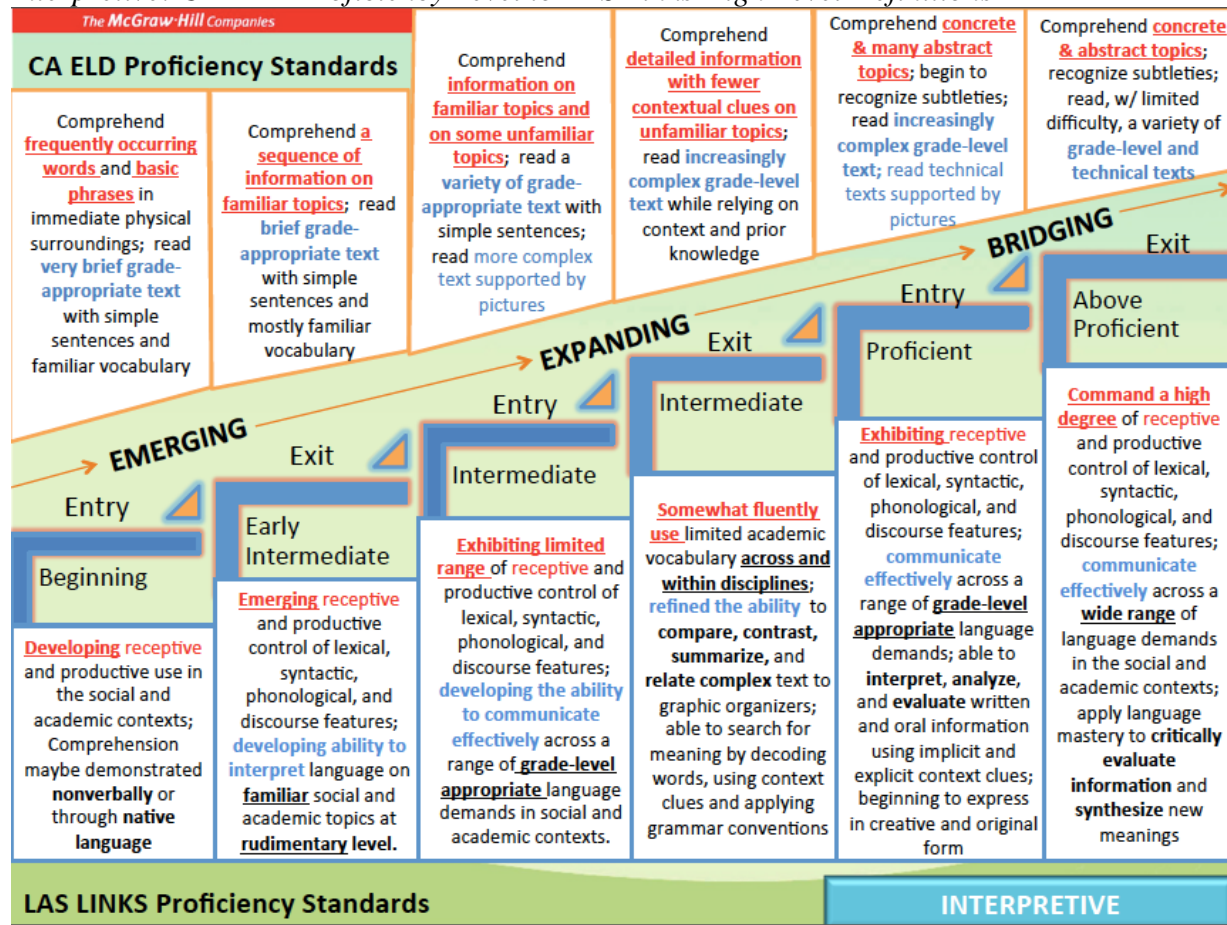 The McGraw-Hill Companies
CA ELD Proficiency Standards
Comprehend
frequently occurring
words and basic
phrases in
immediate physical
surroundings; read
very brief grade-
appropriate text
with simple
sentences and
familiar vocabulary
Comprehend a
sequence of
information on
familiar topics; read
brief grade-
appropriate text
with simple
sentences and
mostly familiar
vocabulary
Comprehend
information on
familiar topics and
on some unfamiliar
topics; read a
variety of grade-
appropriate text with
simple sentences;
read more complex
text supported by
pictures
Comprehend
detailed information
with fewer
contextual clues on
unfamiliar topics;
read increasingly
complex grade-level
text while relying on
context and prior
knowledge
Comprehend concrete
& many abstract
topics; begin to
recognize subtleties;
read increasingly
complex grade-level
text; read technical
texts supported by
pictures
Comprehend concrete
& abstract topics;
recognize subtleties;
read, w/ limited
difficulty, a variety of
grade-level and
technical texts
EMERGING
EXPANDING
BRIDGING
Entry
Exit
Entry
Exit
Entry
Exit
Beginning
Early
Intermediate
Intermediate
Intermediate
Proficient
Above
Proficient
Developing receptive
and productive use in
the social and
academic contexts;
Comprehension
maybe demonstrated
nonverbally or
through native
language
Emerging receptive
and productive
control of lexical,
syntactic,
phonological, and
discourse features;
developing ability to
interpret language on
familiar social and
academic topics at
rudimentary level.
Exhibiting limited
range of receptive and
productive control of
lexical, syntactic,
phonological, and
discourse features;
developing the ability
to communicate
effectively across a
range of grade-level
appropriate language
demands in social and
academic contexts.
Somewhat fluently
use limited academic
vocabulary across and
within disciplines;
refined the ability to
compare, contrast,
summarize, and
relate complex text to
graphic organizers;
able to search for
meaning by decoding
words, using context
clues and applying
grammar conventions
Exhibiting receptive
and productive control
of lexical, syntactic,
phonological, and
discourse features;
communicate
effectively across a
range of grade-level
appropriate language
demands; able to
interpret, analyze,
and evaluate written
and oral information
using implicit and
explicit context clues;
beginning to express
in creative and original
form
Command a high
degree of receptive
and productive
control of lexical,
syntactic,
phonological, and
discourse features;
communicate
effectively across a
wide range of
language demands
in the social and
academic contexts;
apply language
mastery to critically
evaluate
information and
synthesize new
meanings
LAS LINKS Proficiency Standards
INTERPRETIVE